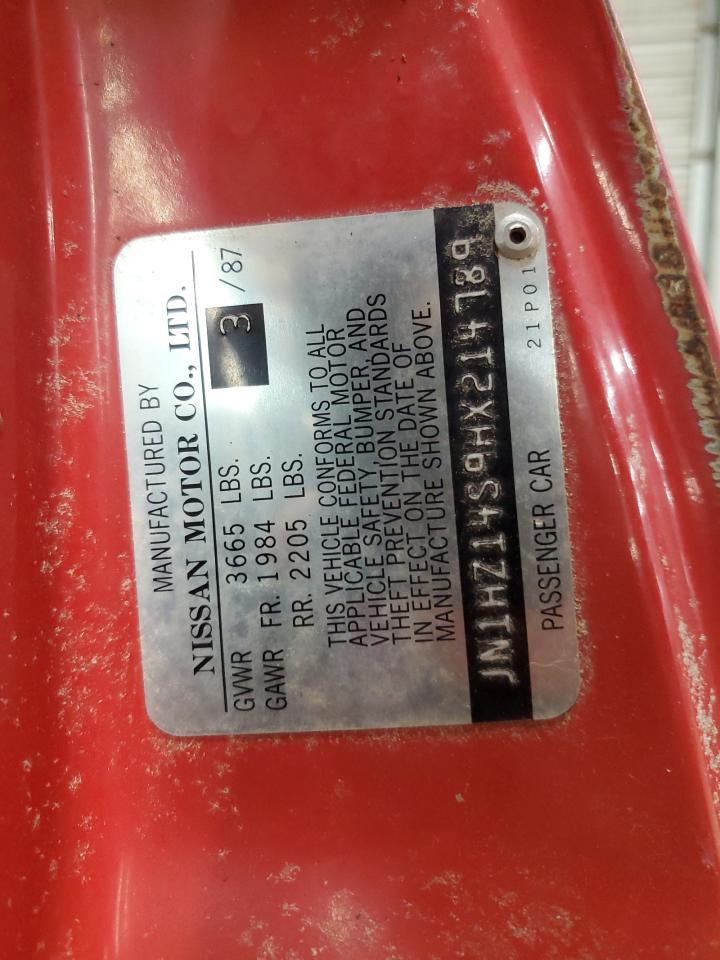 MANUFACTURED BY
NISSAN MOTOR CO., LTD.
3 / 87
GVWR 3665 LBS.
GAWR FR. 1984 LBS.
RR. 2205 LBS.
THIS VEHICLE CONFORMS TO ALL
APPLICABLE FEDERAL MOTOR
VEHICLE SAFETY, BUMPER, AND
THEFT PREVENTION STANDARDS
IN EFFECT ON THE DATE OF
MANUFACTURE SHOWN ABOVE.
JN1HZ14S9HX214789
PASSENGER CAR 21P01